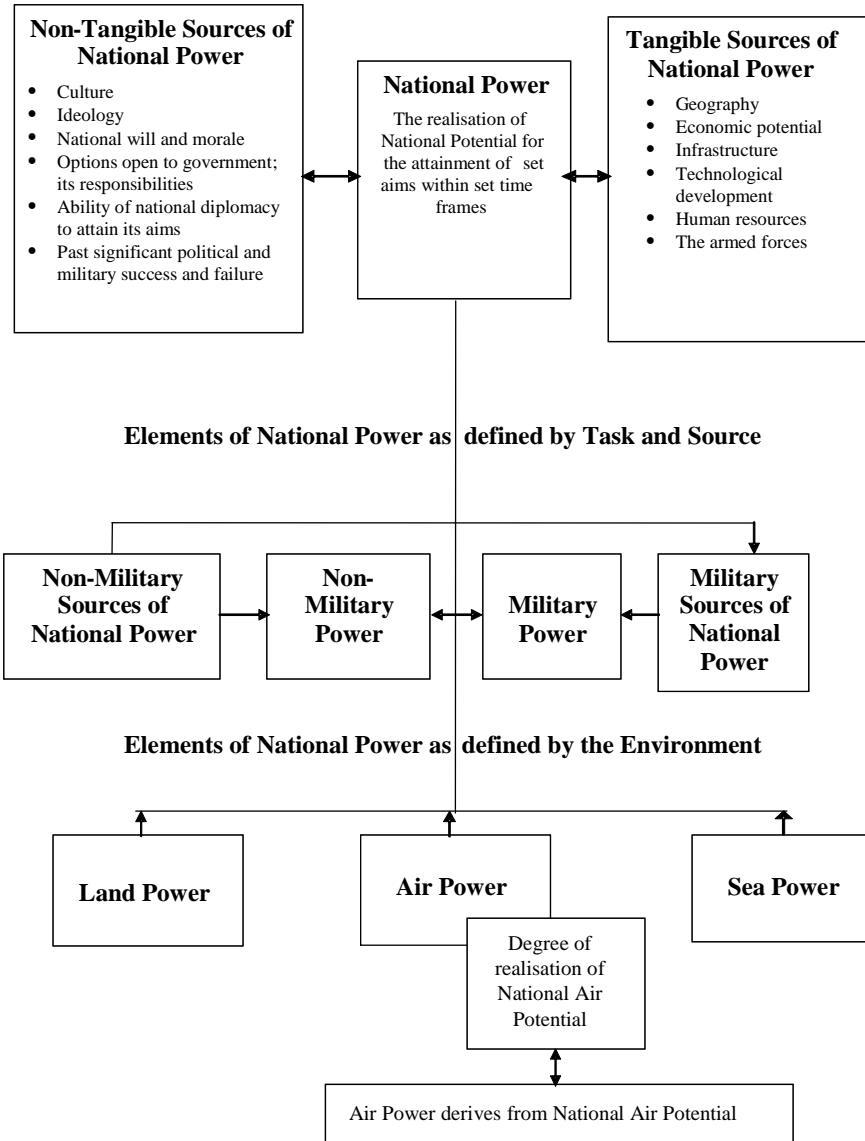 Non-Tangible Sources of
National Power
• Culture
• Ideology
• National will and morale
• Options open to government;
its responsibilities
• Ability of national diplomacy
to attain its aims
• Past significant political and
military success and failure
National Power
The realisation of
National Potential for
the attainment of set
aims within set time
frames
Tangible Sources of
National Power
• Geography
• Economic potential
• Infrastructure
• Technological
development
• Human resources
• The armed forces
Elements of National Power as defined by Task and Source
Non-Military
Sources of
National Power
Non-
Military
Power
Military
Power
Military
Sources of
National
Power
Elements of National Power as defined by the Environment
Land Power
Air Power
Sea Power
Degree of
realisation of
National Air
Potential
Air Power derives from National Air Potential